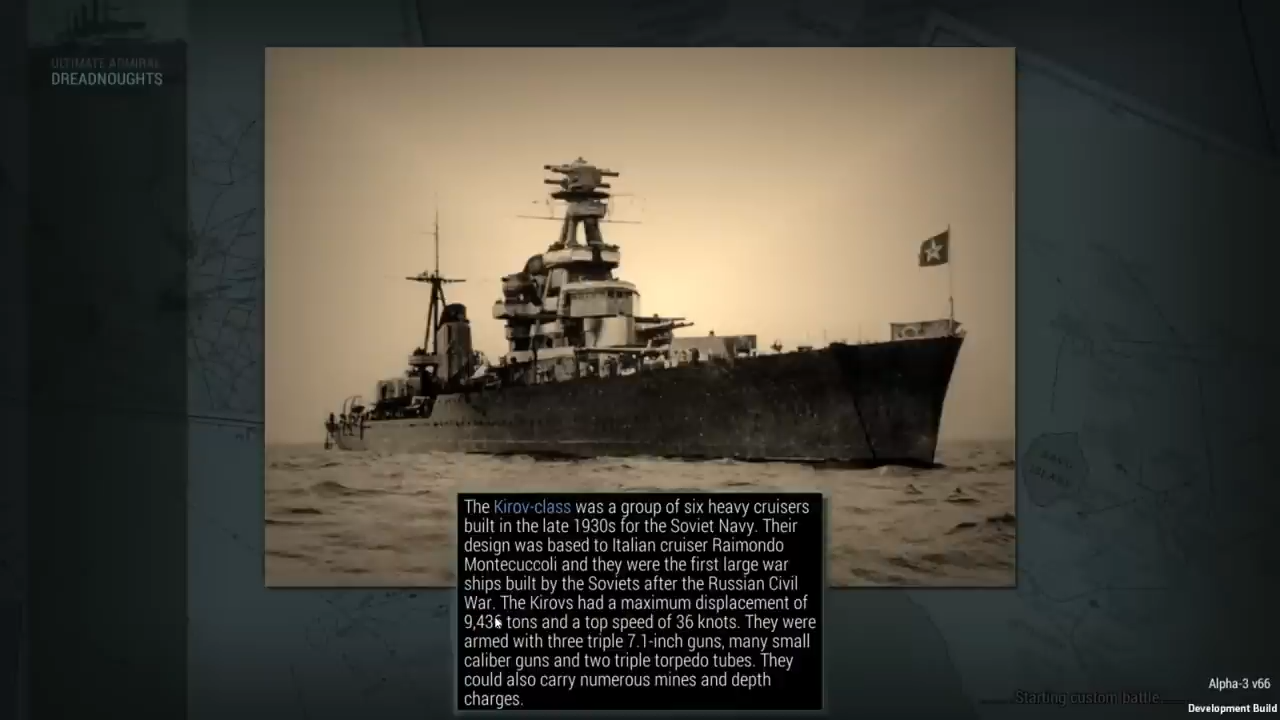 ULTIMATE ADMIRAL
DREADNOUGHTS
The Kirov-class was a group of six heavy cruisers
built in the late 1930s for the Soviet Navy. Their
design was based to Italian cruiser Raimondo
Montecuccoli and they were the first large war
ships built by the Soviets after the Russian Civil
War. The Kirovs had a maximum displacement of
9,436 tons and a top speed of 36 knots. They were
armed with three triple 7.1-inch guns, many small
caliber guns and two triple torpedo tubes. They
could also carry numerous mines and depth
charges.
Alpha-3 v66
Starting custom battle...
Development Build